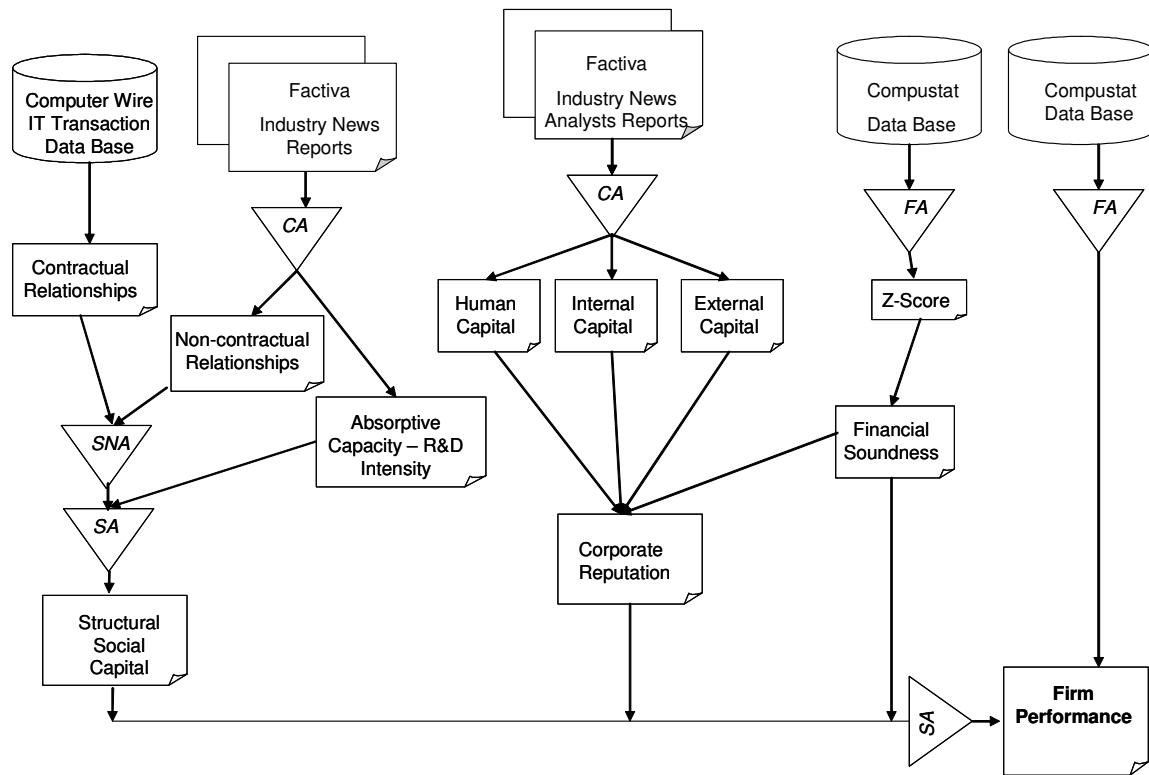 Computer Wire
IT Transaction
Data Base
Factiva
Industry News
Reports
Factiva
Industry News
Analysts Reports
Compustat
Data Base
Compustat
Data Base
CA
CA
FA
FA
Contractual
Relationships
Non-contractual
Relationships
Human
Capital
Internal
Capital
External
Capital
Z-Score
Absorptive
Capacity – R&D
Intensity
Financial
Soundness
SNA
SA
Corporate
Reputation
Structural
Social
Capital
SA
Firm
Performance